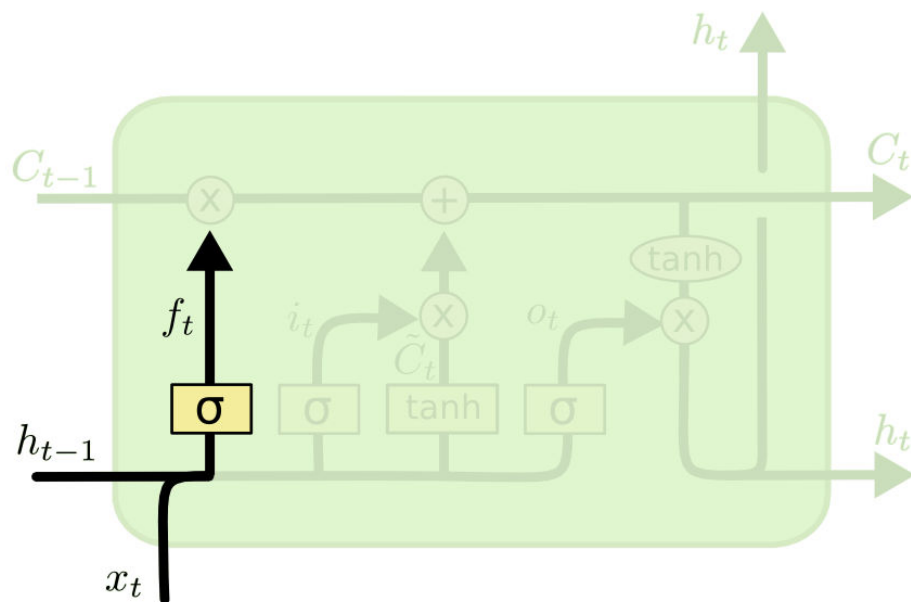 h_t
C_{t-1}
C_t
x
+
tanh
f_t
i_t
x
o_t
x
C̃_t
σ
σ
tanh
σ
h_{t-1}
h_t
x_t